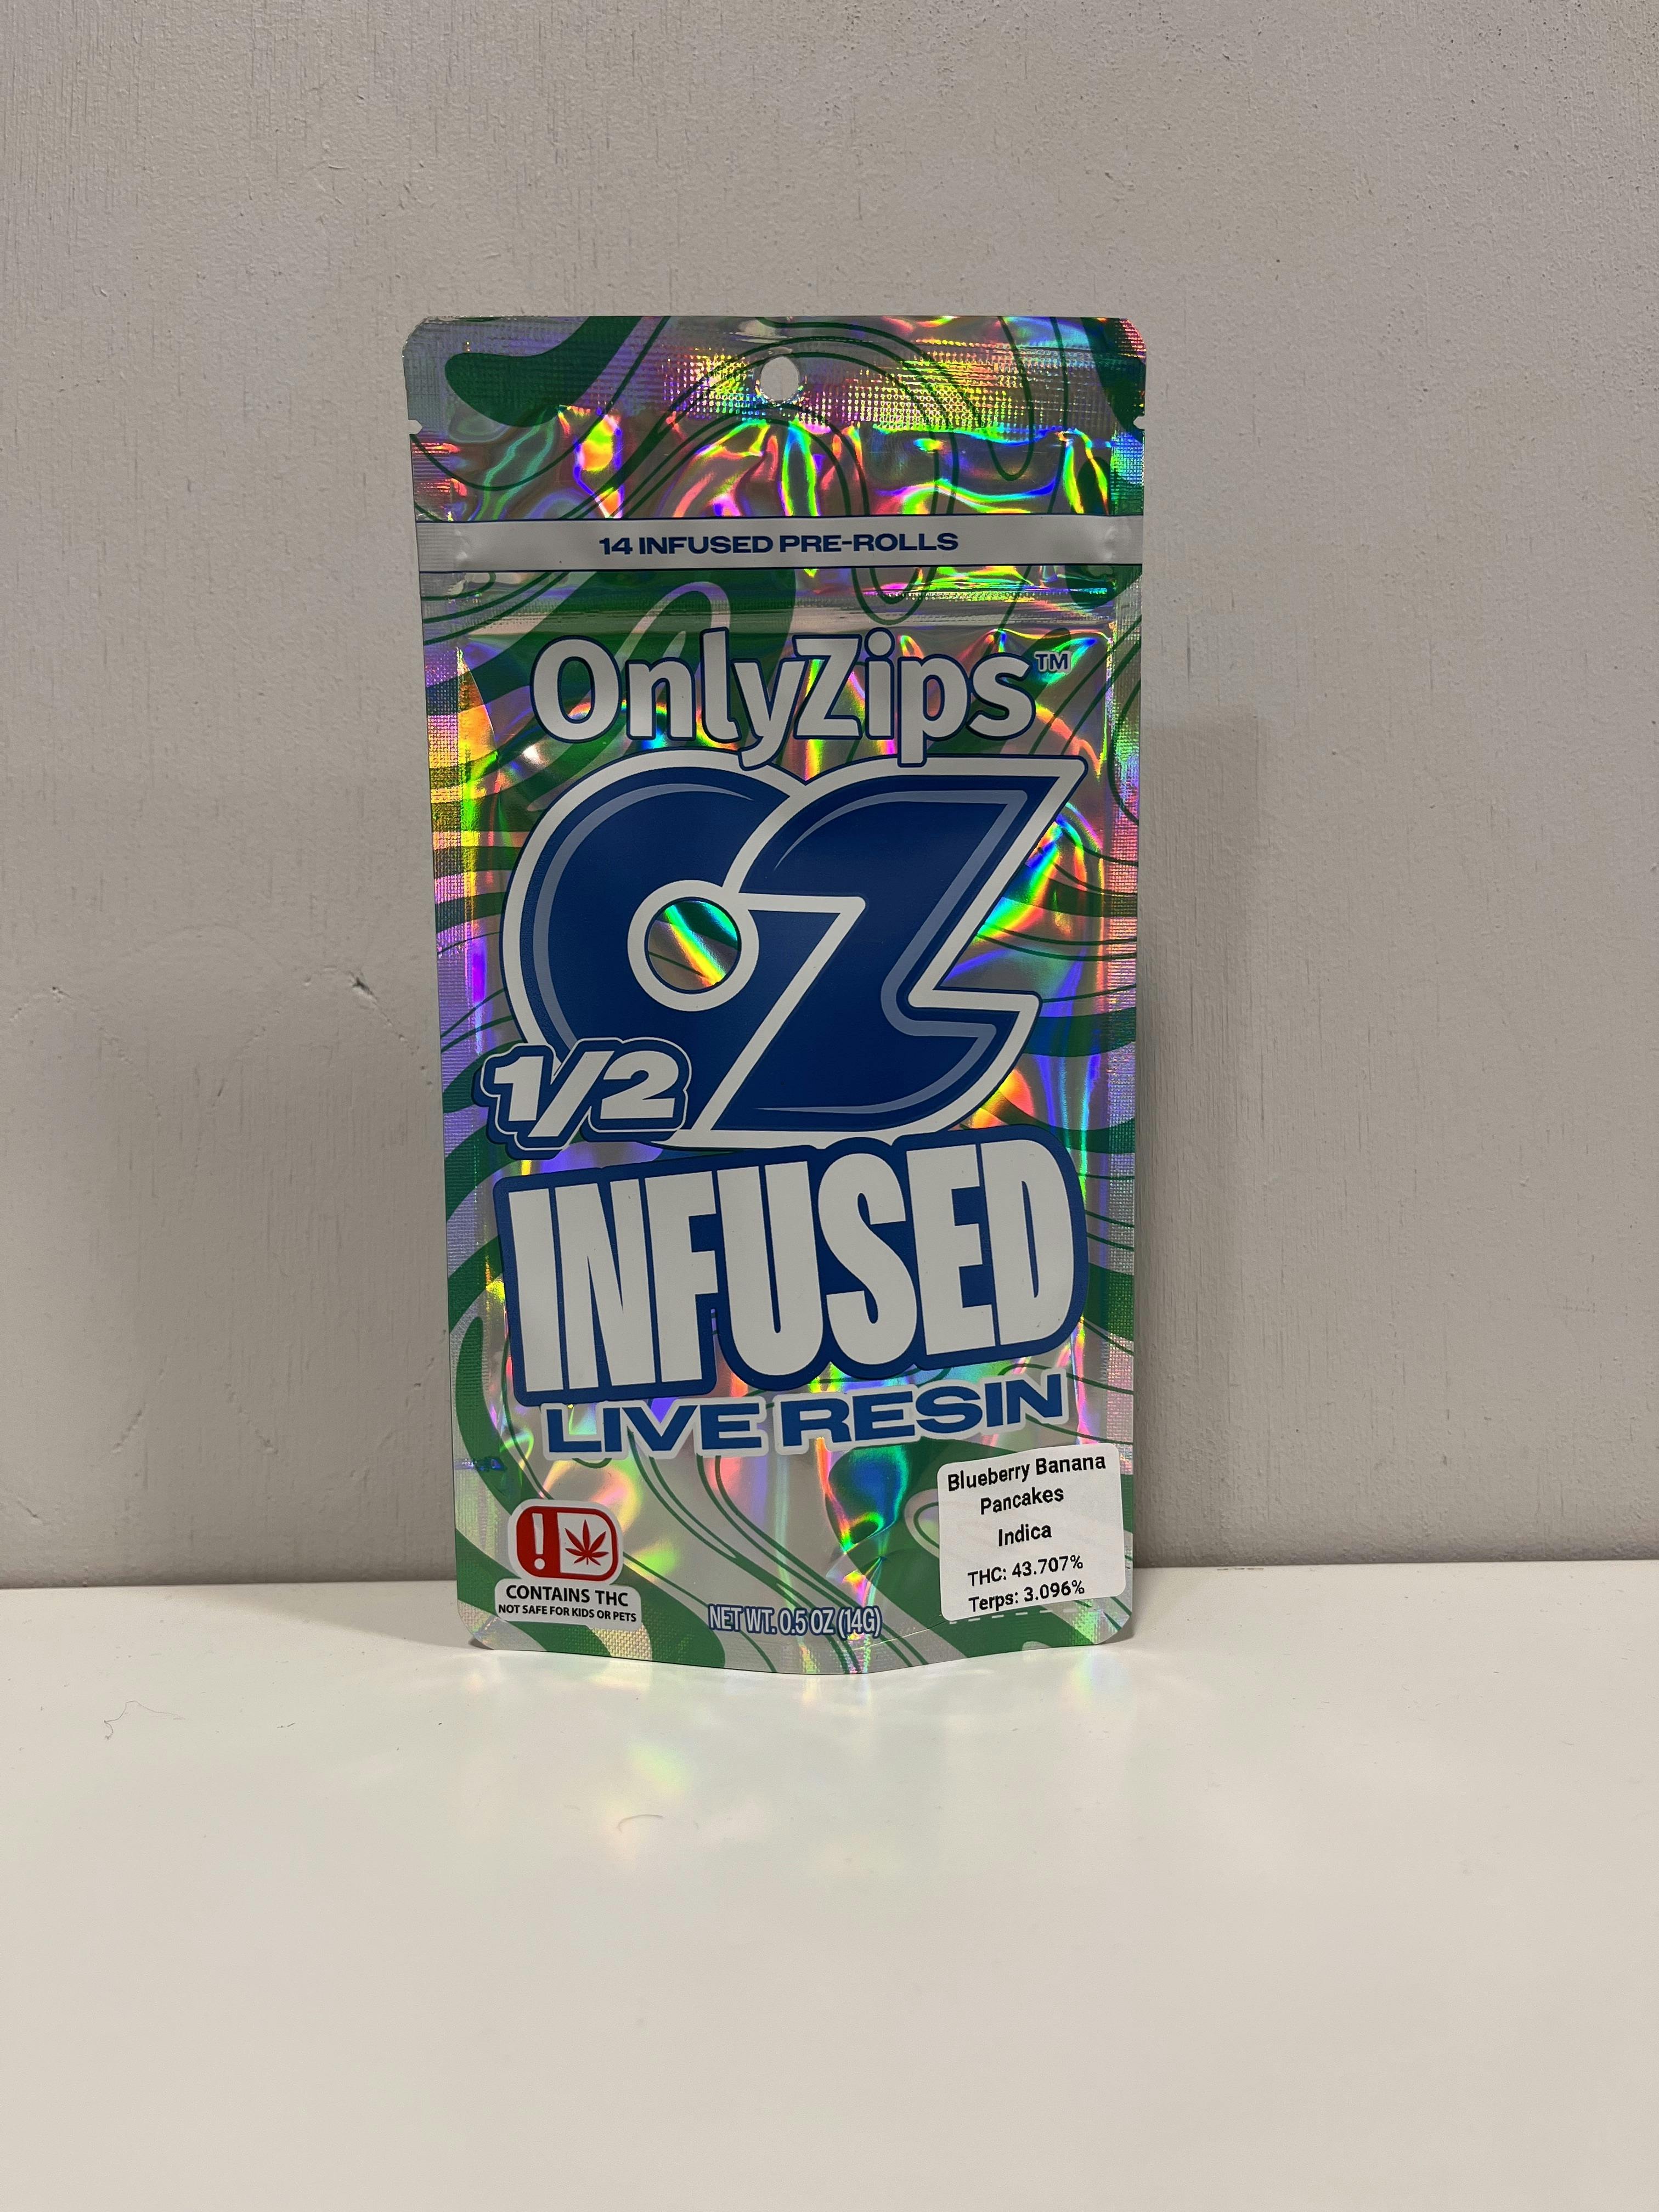 14 INFUSED PRE-ROLLS
OnlyZips™
OZ
1/2
INFUSED
LIVE RESIN
Blueberry Banana
Pancakes
Indica
THC: 43.707%
Terps: 3.096%
!
CONTAINS THC
NOT SAFE FOR KIDS OR PETS
NET WT. 0.5 OZ (14G)